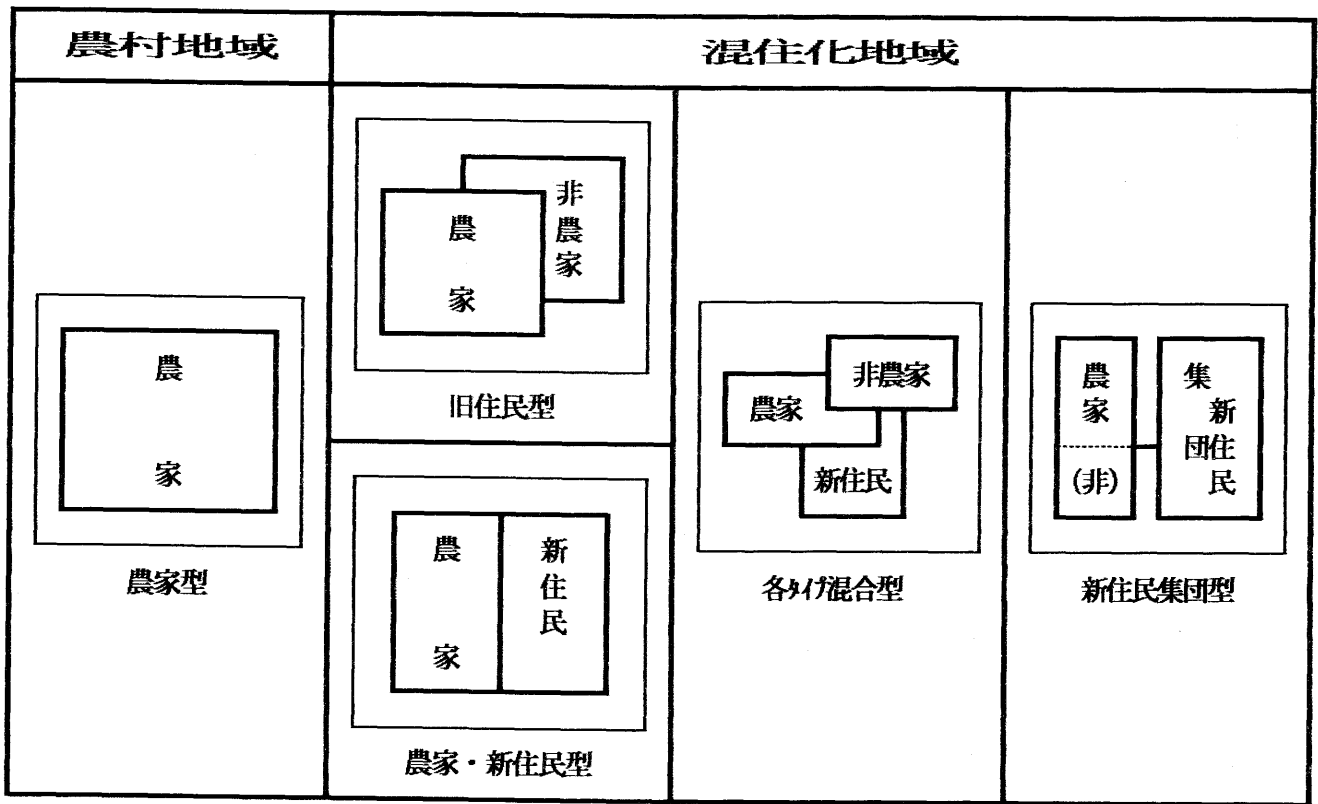 農村地域
混住化地域
農家
農家型
農家
非農家
旧住民型
農家
新住民
農家・新住民型
農家
非農家
新住民
各ﾀｲﾌﾟ混合型
農家
(非)
集団
新住民
新住民集団型